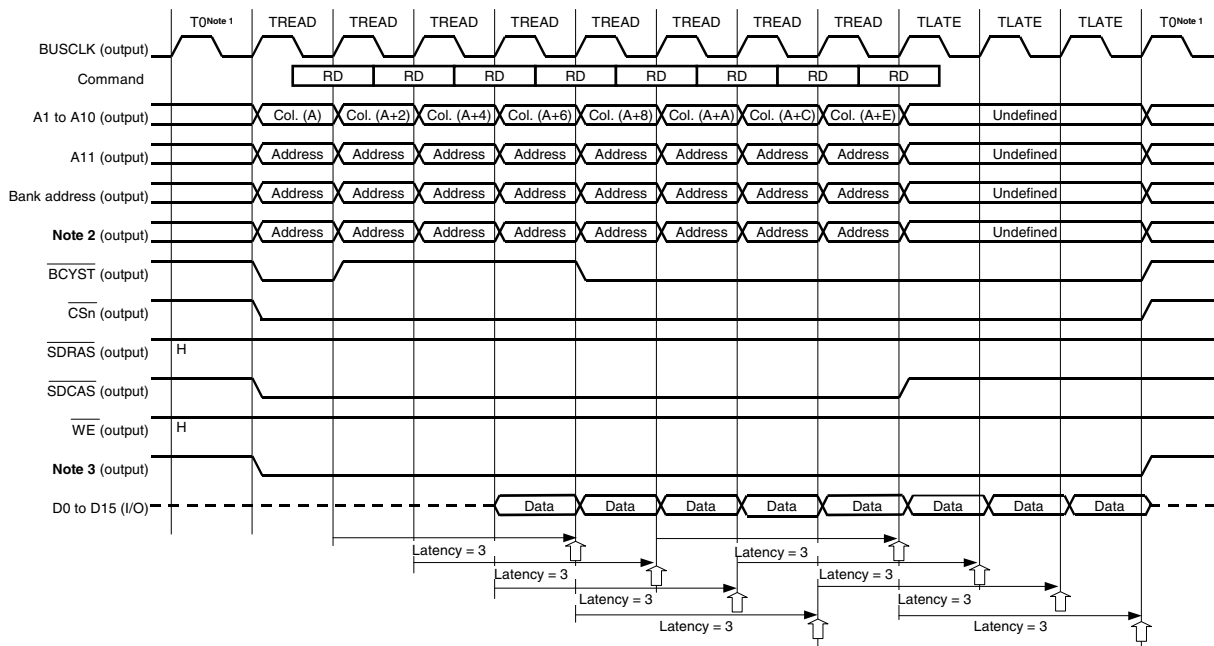 T0Note 1 TREAD TREAD TREAD TREAD TREAD TREAD TREAD TREAD TLATE TLATE TLATE T0Note 1
BUSCLK (output)
Command RD RD RD RD RD RD RD RD
A1 to A10 (output) Col. (A) Col. (A+2) Col. (A+4) Col. (A+6) Col. (A+8) Col. (A+A) Col. (A+C) Col. (A+E) Undefined
A11 (output) Address Address Address Address Address Address Address Address Undefined
Bank address (output) Address Address Address Address Address Address Address Address Undefined
Note 2 (output) Address Address Address Address Address Address Address Address Undefined
BCYST (output)
CSn (output)
SDRAS (output) H
SDCAS (output)
WE (output) H
Note 3 (output)
D0 to D15 (I/O) Data Data Data Data Data Data Data Data
Latency = 3 Latency = 3
Latency = 3 Latency = 3
Latency = 3 Latency = 3
Latency = 3 Latency = 3